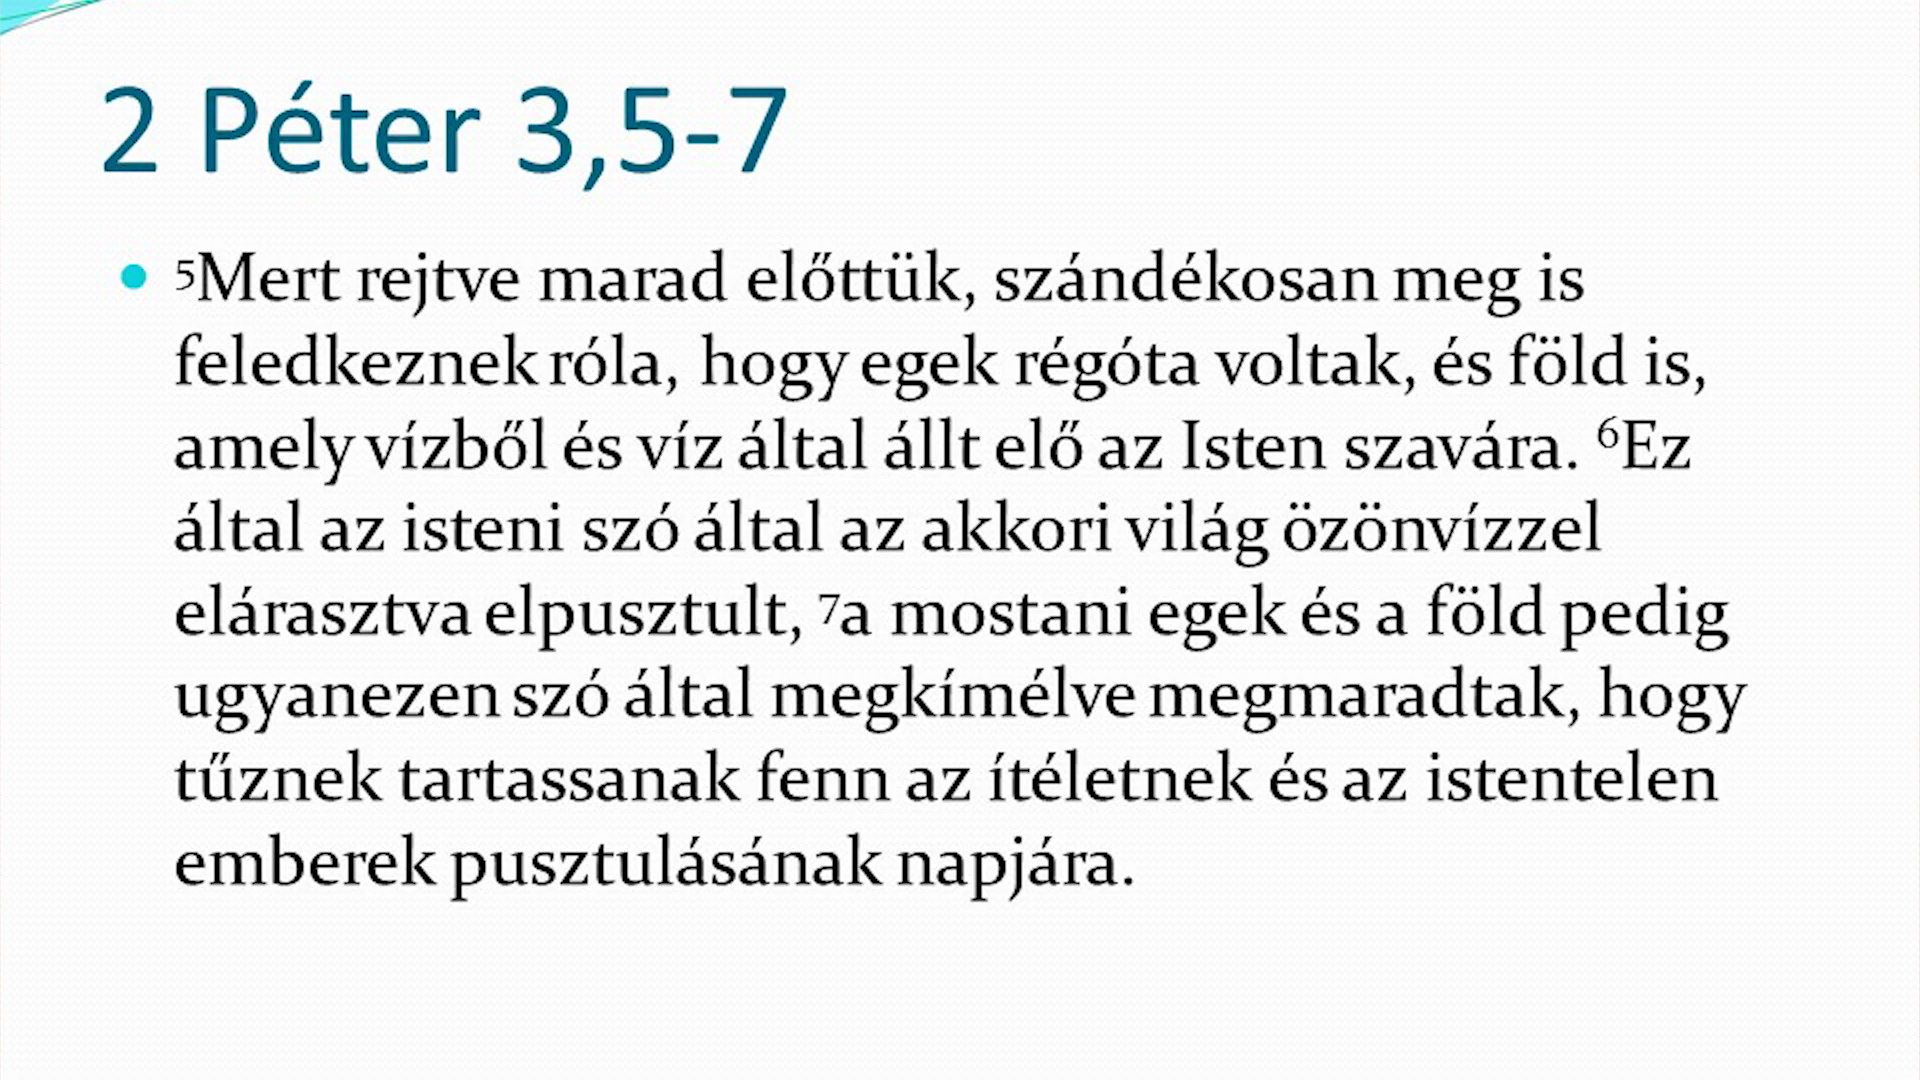 2 Péter 3,5-7
• ⁵Mert rejtve marad előttük, szándékosan meg is
feledkeznek róla, hogy egek régóta voltak, és föld is,
amely vízből és víz által állt elő az Isten szavára. ⁶Ez
által az isteni szó által az akkori világ özönvízzel
elárasztva elpusztult, ⁷a mostani egek és a föld pedig
ugyanezen szó által megkímélve megmaradtak, hogy
tűznek tartassanak fenn az ítéletnek és az istentelen
emberek pusztulásának napjára.